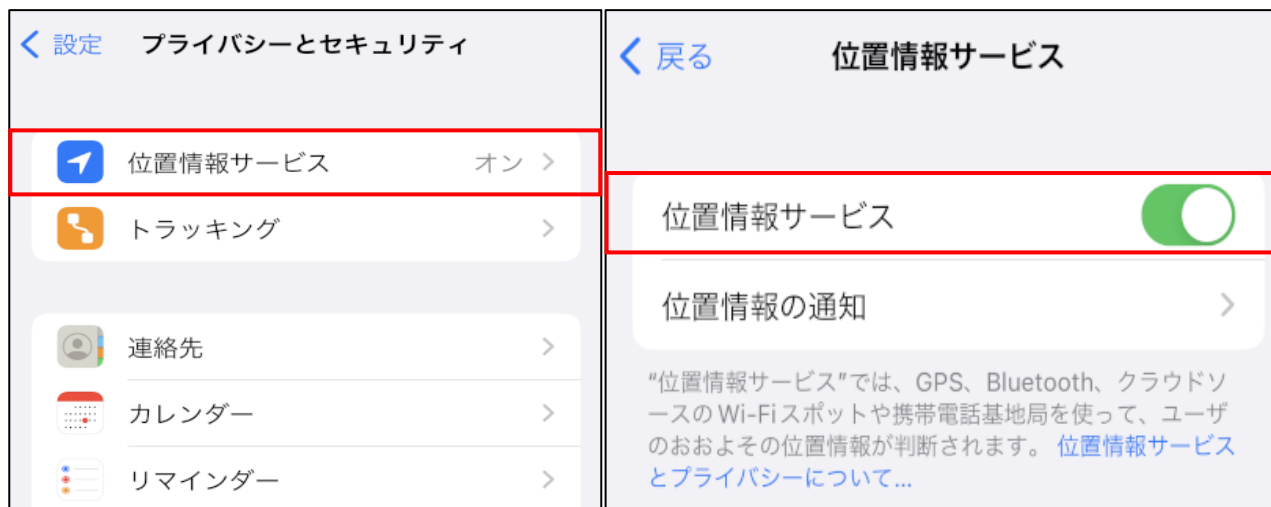 設定 プライバシーとセキュリティ
位置情報サービス オン
トラッキング
連絡先
カレンダー
リマインダー
戻る 位置情報サービス
位置情報サービス
位置情報の通知
“位置情報サービス”では、GPS、Bluetooth、クラウドソ
ースのWi-Fiスポットや携帯電話基地局を使って、ユーザ
のおおよその位置情報が判断されます。 位置情報サービス
とプライバシーについて...